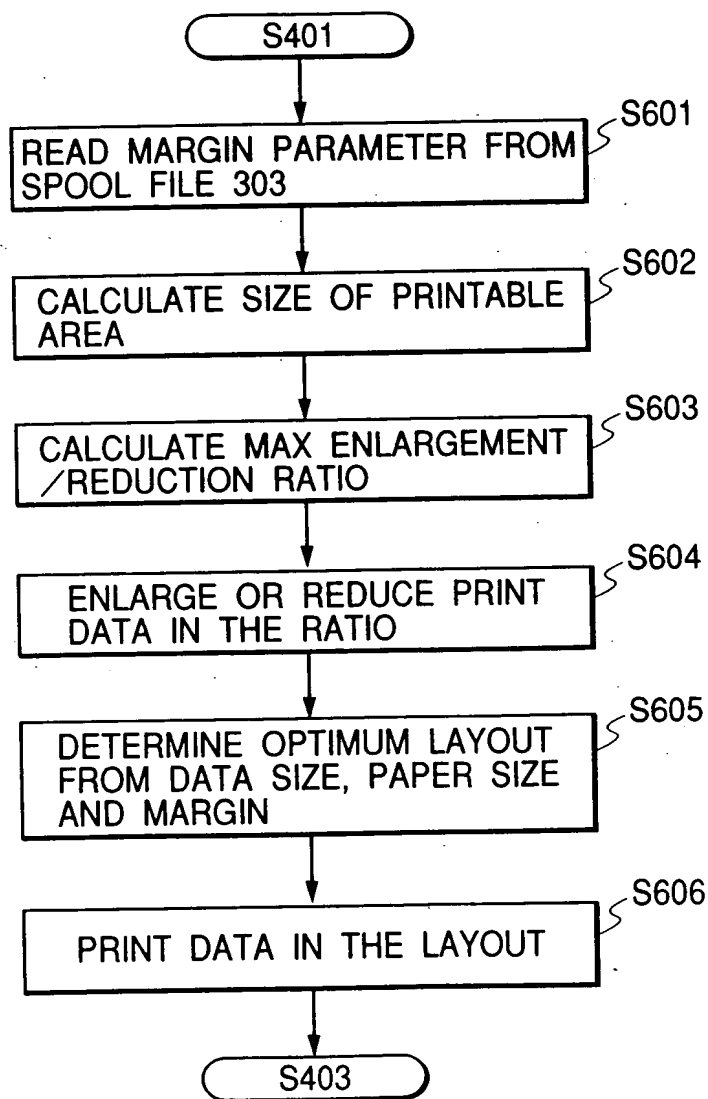 S401
S601
READ MARGIN PARAMETER FROM
SPOOL FILE 303
S602
CALCULATE SIZE OF PRINTABLE
AREA
S603
CALCULATE MAX ENLARGEMENT
/REDUCTION RATIO
S604
ENLARGE OR REDUCE PRINT
DATA IN THE RATIO
S605
DETERMINE OPTIMUM LAYOUT
FROM DATA SIZE, PAPER SIZE
AND MARGIN
S606
PRINT DATA IN THE LAYOUT
S403